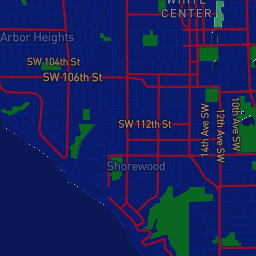 WHITE
CENTER
Arbor Heights
SW 104th St
SW 106th St
SW 112th St
14th Ave SW
12th Ave SW
10th Ave SW
Shorewood